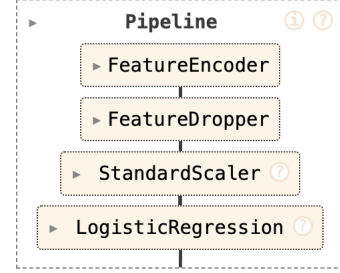 ▸ Pipeline i ?
▸ FeatureEncoder
▸ FeatureDropper
▸ StandardScaler ?
▸ LogisticRegression ?